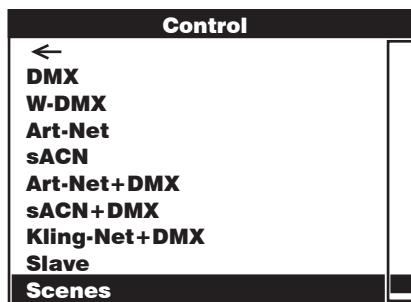 Control
←
DMX
W-DMX
Art-Net
sACN
Art-Net+DMX
sACN+DMX
Kling-Net+DMX
Slave
Scenes